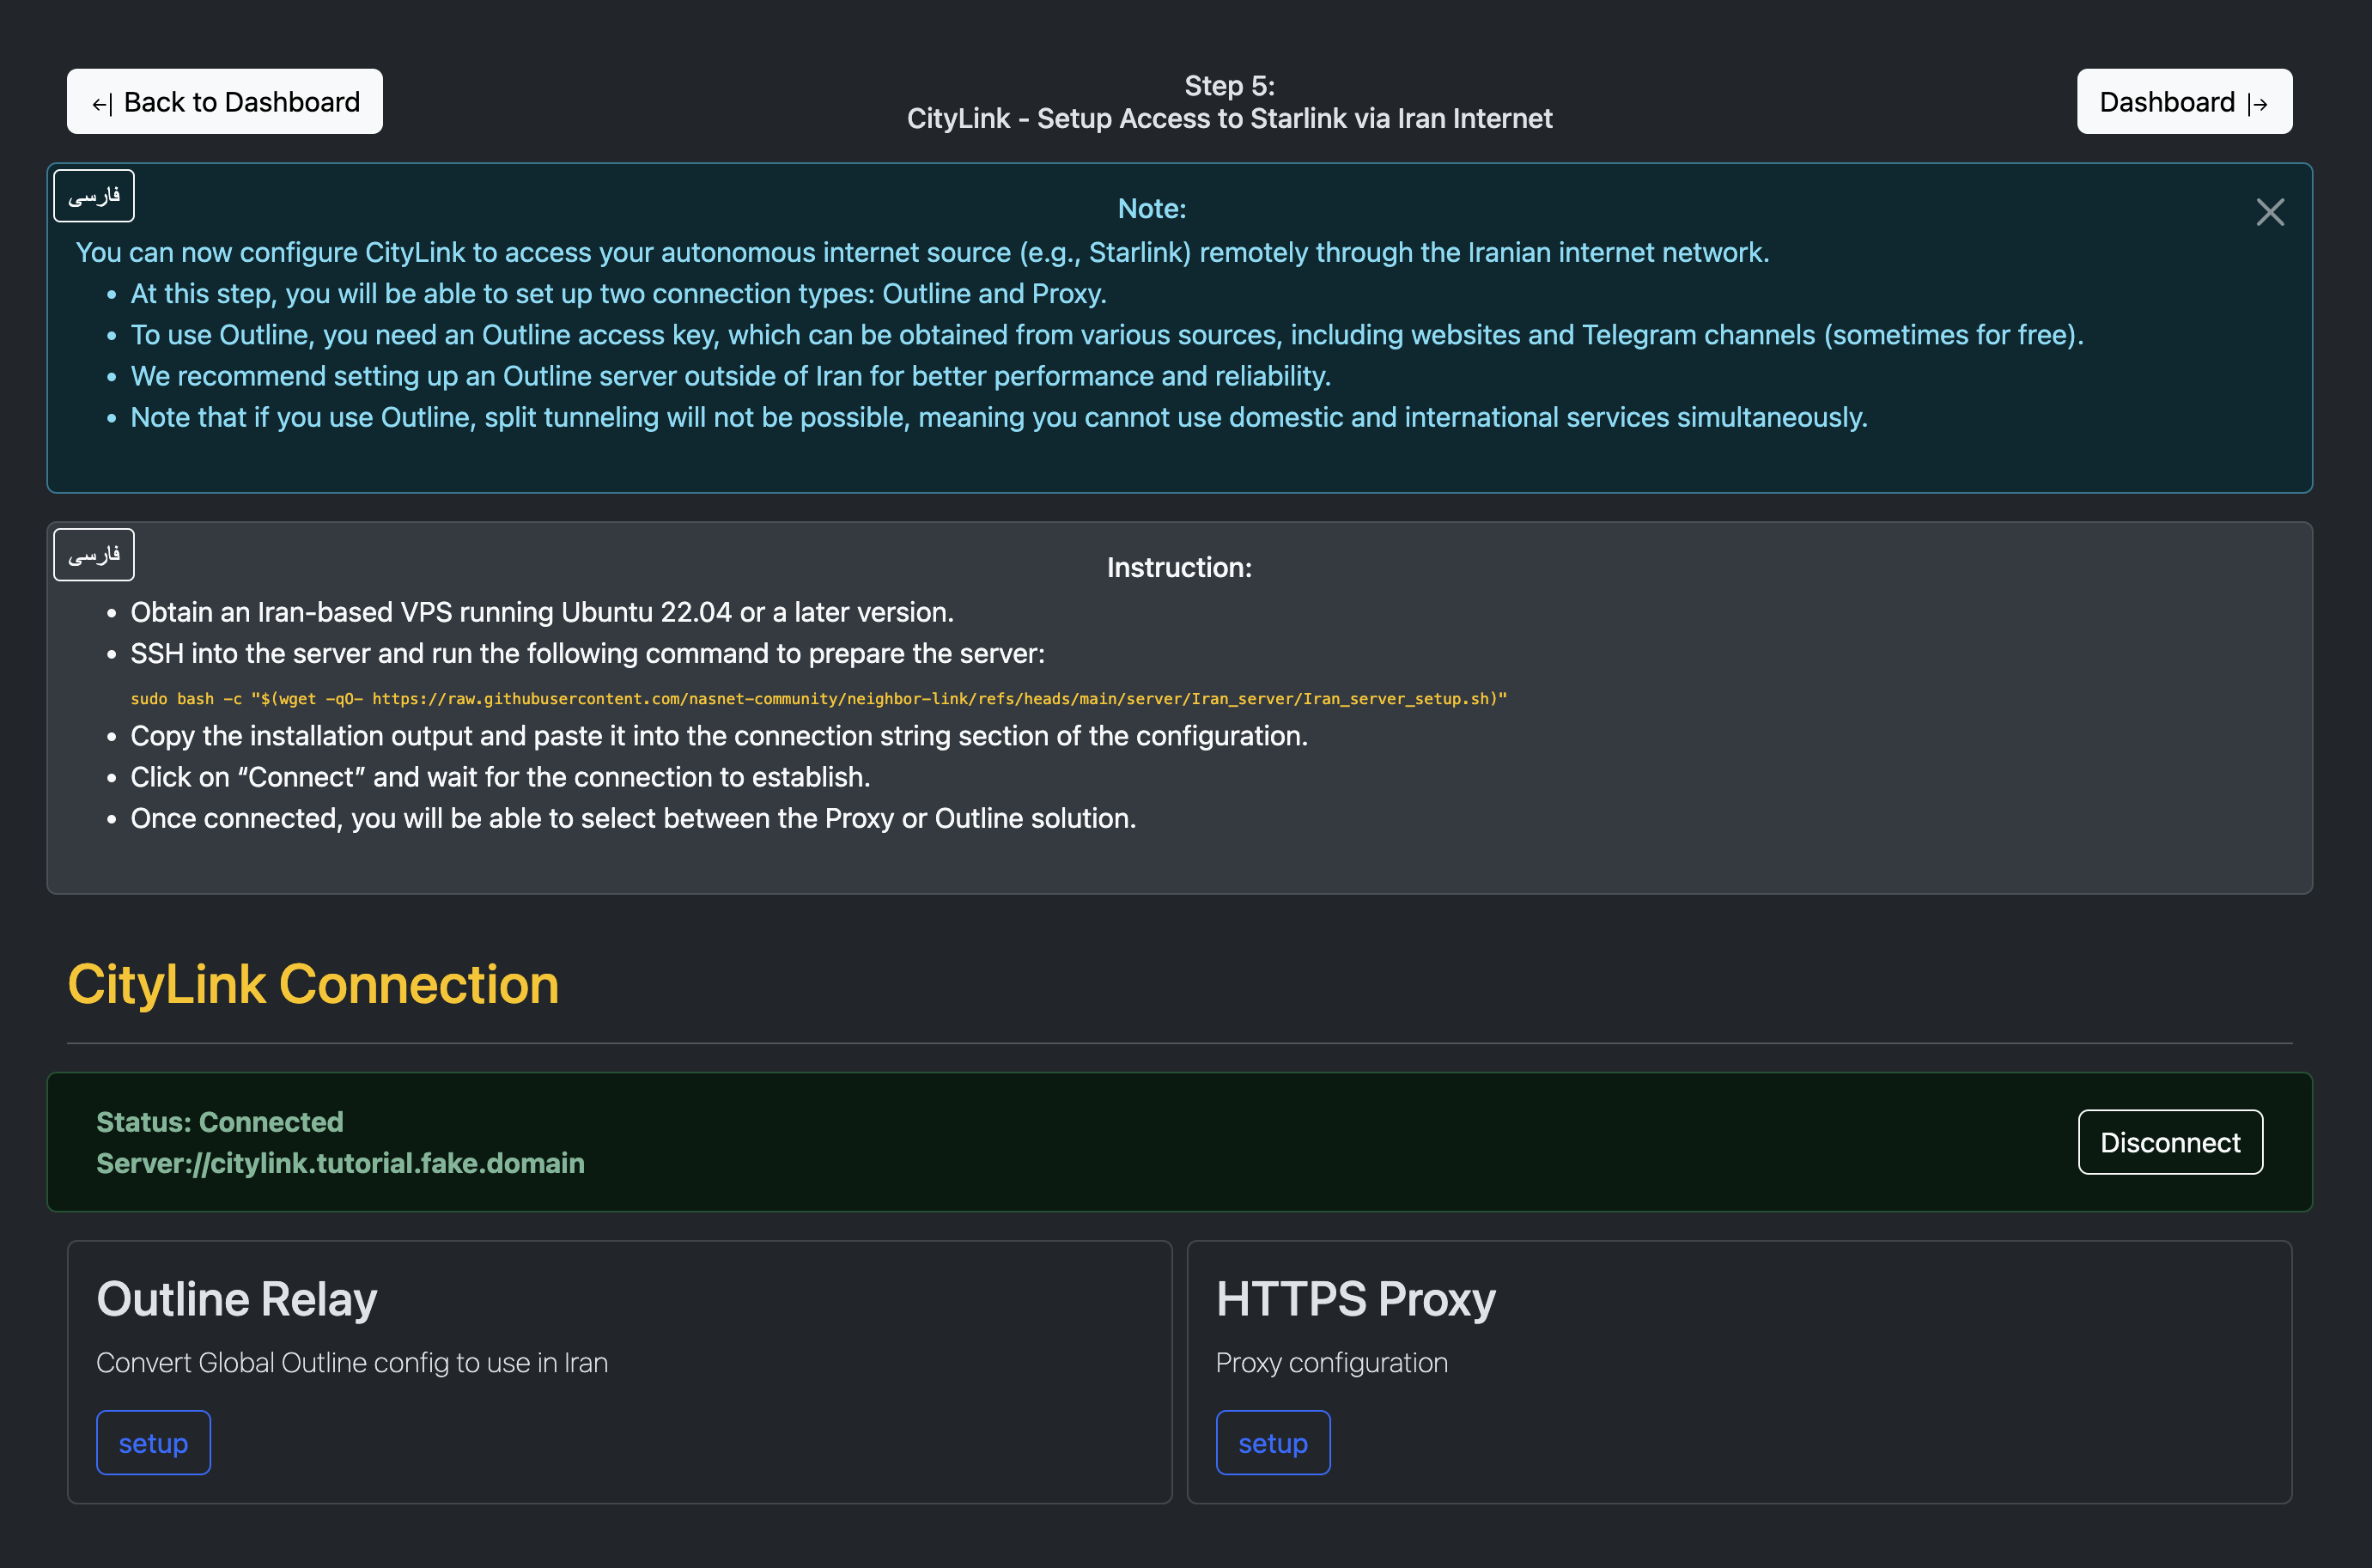 Back to Dashboard
Step 5:
CityLink - Setup Access to Starlink via Iran Internet
Dashboard
فارسی
Note:
You can now configure CityLink to access your autonomous internet source (e.g., Starlink) remotely through the Iranian internet network.
• At this step, you will be able to set up two connection types: Outline and Proxy.
• To use Outline, you need an Outline access key, which can be obtained from various sources, including websites and Telegram channels (sometimes for free).
• We recommend setting up an Outline server outside of Iran for better performance and reliability.
• Note that if you use Outline, split tunneling will not be possible, meaning you cannot use domestic and international services simultaneously.
فارسی
Instruction:
• Obtain an Iran-based VPS running Ubuntu 22.04 or a later version.
• SSH into the server and run the following command to prepare the server:
sudo bash -c "$(wget -qO- https://raw.githubusercontent.com/nasnet-community/neighbor-link/refs/heads/main/server/Iran_server/Iran_server_setup.sh)"
• Copy the installation output and paste it into the connection string section of the configuration.
• Click on “Connect” and wait for the connection to establish.
• Once connected, you will be able to select between the Proxy or Outline solution.
CityLink Connection
Status: Connected
Server://citylink.tutorial.fake.domain
Disconnect
Outline Relay
Convert Global Outline config to use in Iran
setup
HTTPS Proxy
Proxy configuration
setup